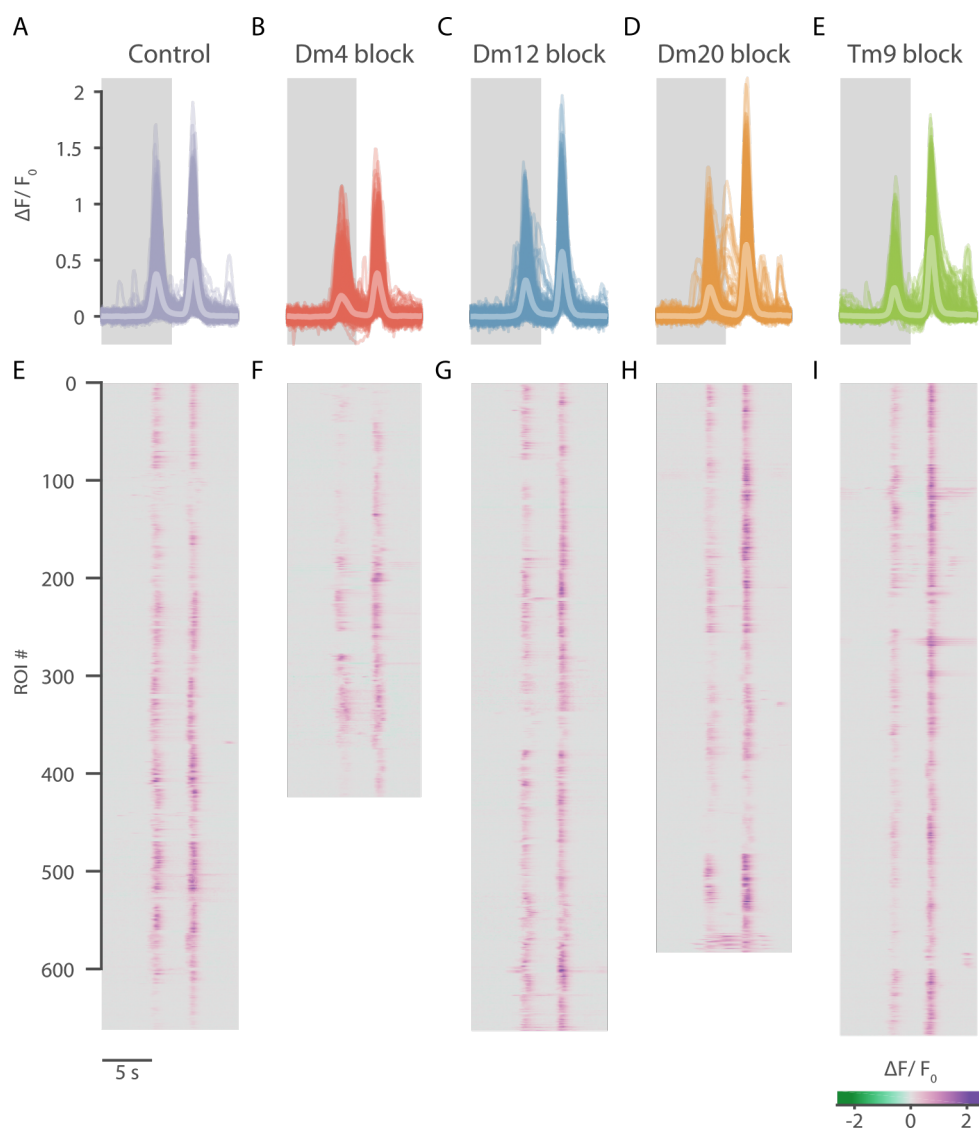 A
B
C
D
E
Control
Dm4 block
Dm12 block
Dm20 block
Tm9 block
2
1.5
1
0.5
0
ΔF/ F₀
E
F
G
H
I
0
100
200
300
400
500
600
ROI #
5 s
ΔF/ F₀
-2
0
2